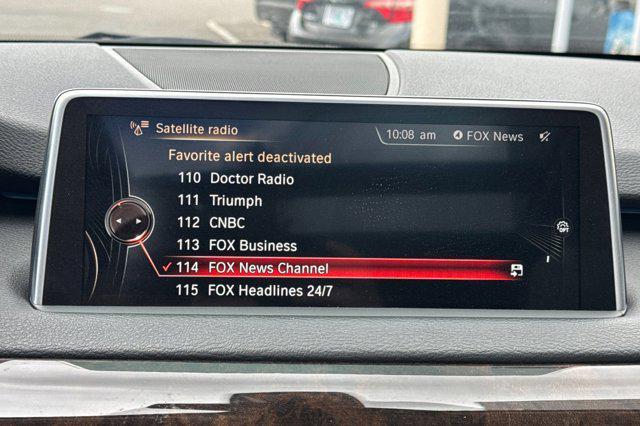 Satellite radio
10:08 am FOX News
Favorite alert deactivated
110 Doctor Radio
111 Triumph
112 CNBC
113 FOX Business
114 FOX News Channel
115 FOX Headlines 24/7
OPT